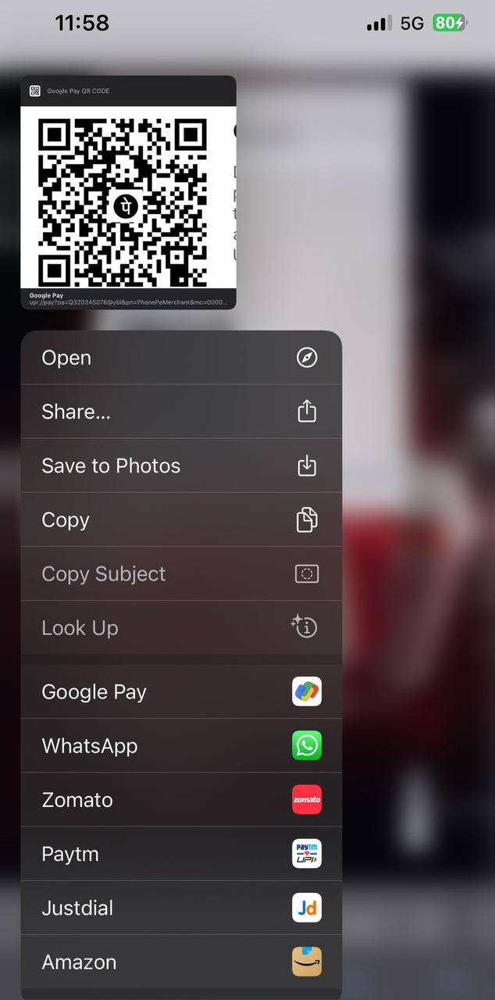 11:58
5G
80
Google Pay QR CODE
पे
Google Pay
upi://pay?pa=Q320345076@ybl&pn=PhonePeMerchant&mc=0000...
Open
Share...
Save to Photos
Copy
Copy Subject
Look Up
Google Pay
WhatsApp
Zomato
zomato
Paytm
paytm
UPI
Justdial
Jd
Amazon